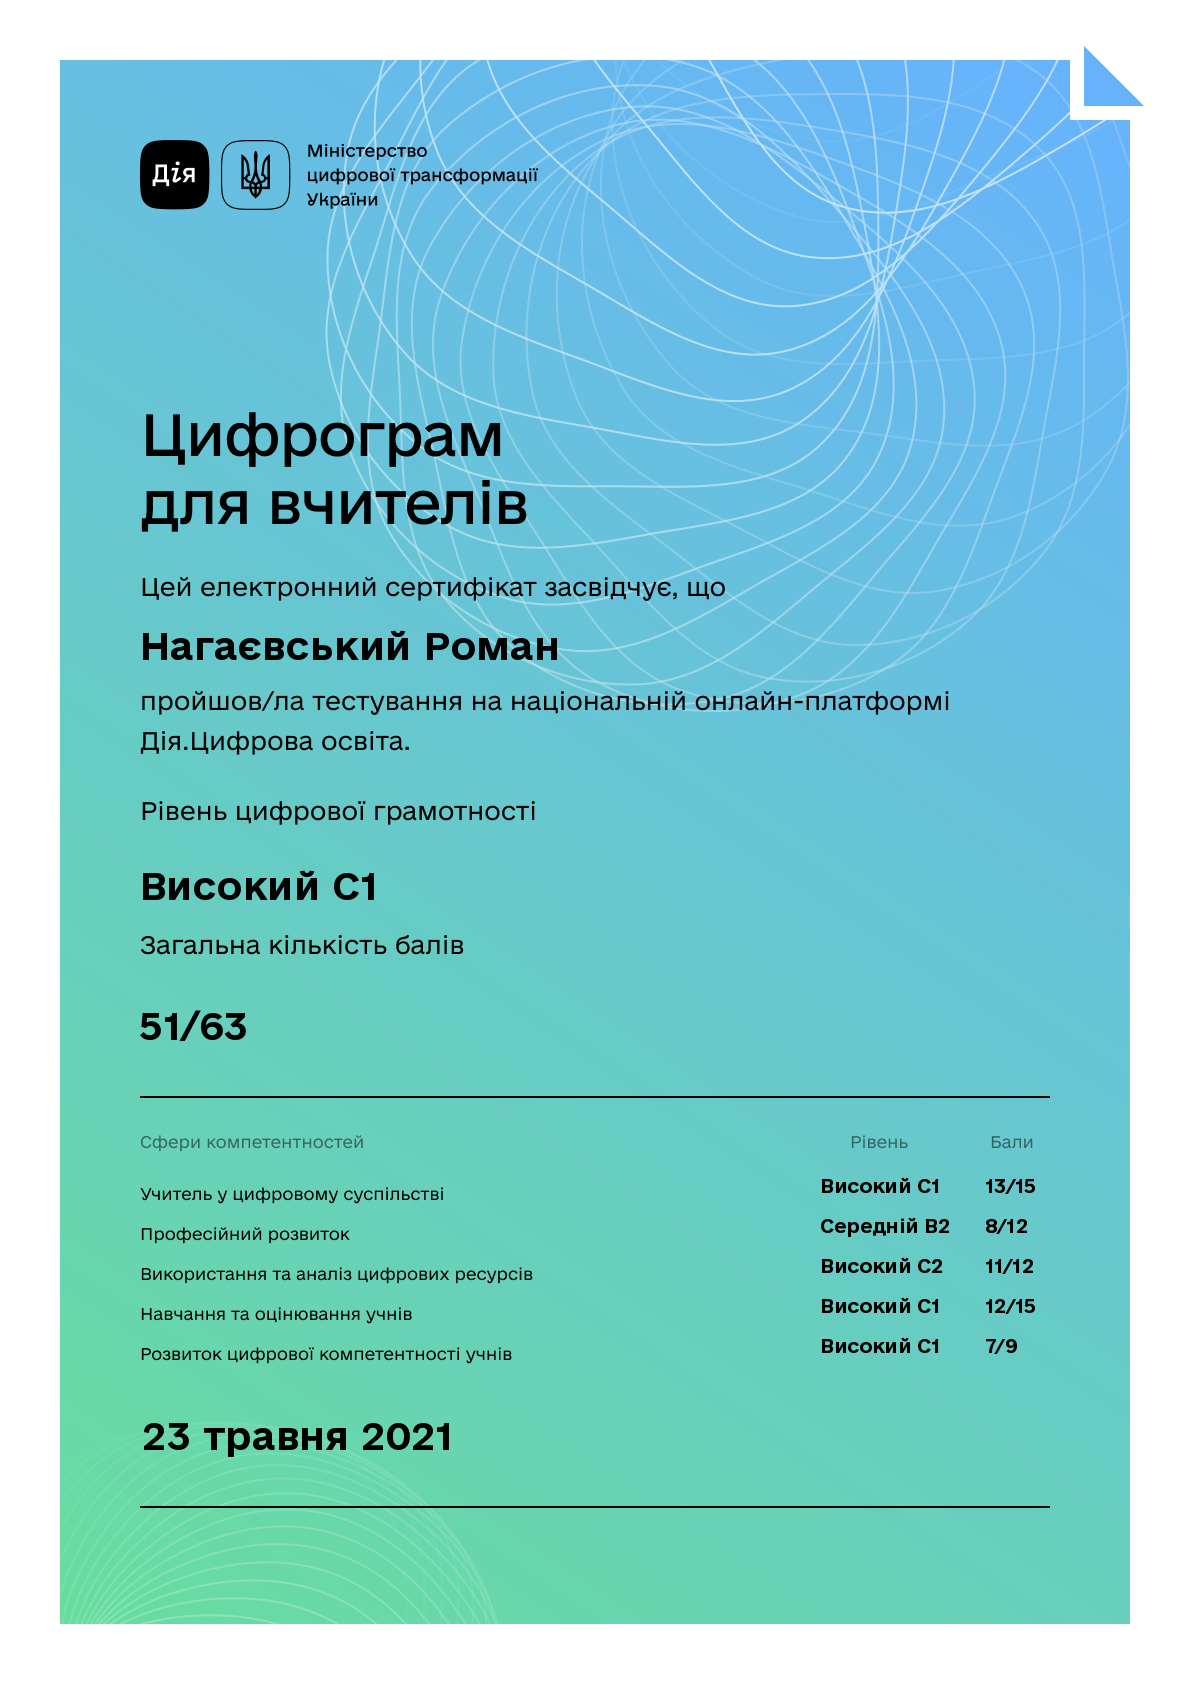 Дія
Міністерство
цифрової трансформації
України
Цифрограм
для вчителів
Цей електронний сертифікат засвідчує, що
Нагаєвський Роман
пройшов/ла тестування на національній онлайн-платформі
Дія.Цифрова освіта.
Рівень цифрової грамотності
Високий С1
Загальна кількість балів
51/63
Сфери компетентностей Рівень Бали
Учитель у цифровому суспільстві Високий С1 13/15
Професійний розвиток Середній В2 8/12
Використання та аналіз цифрових ресурсів Високий С2 11/12
Навчання та оцінювання учнів Високий С1 12/15
Розвиток цифрової компетентності учнів Високий С1 7/9
23 травня 2021